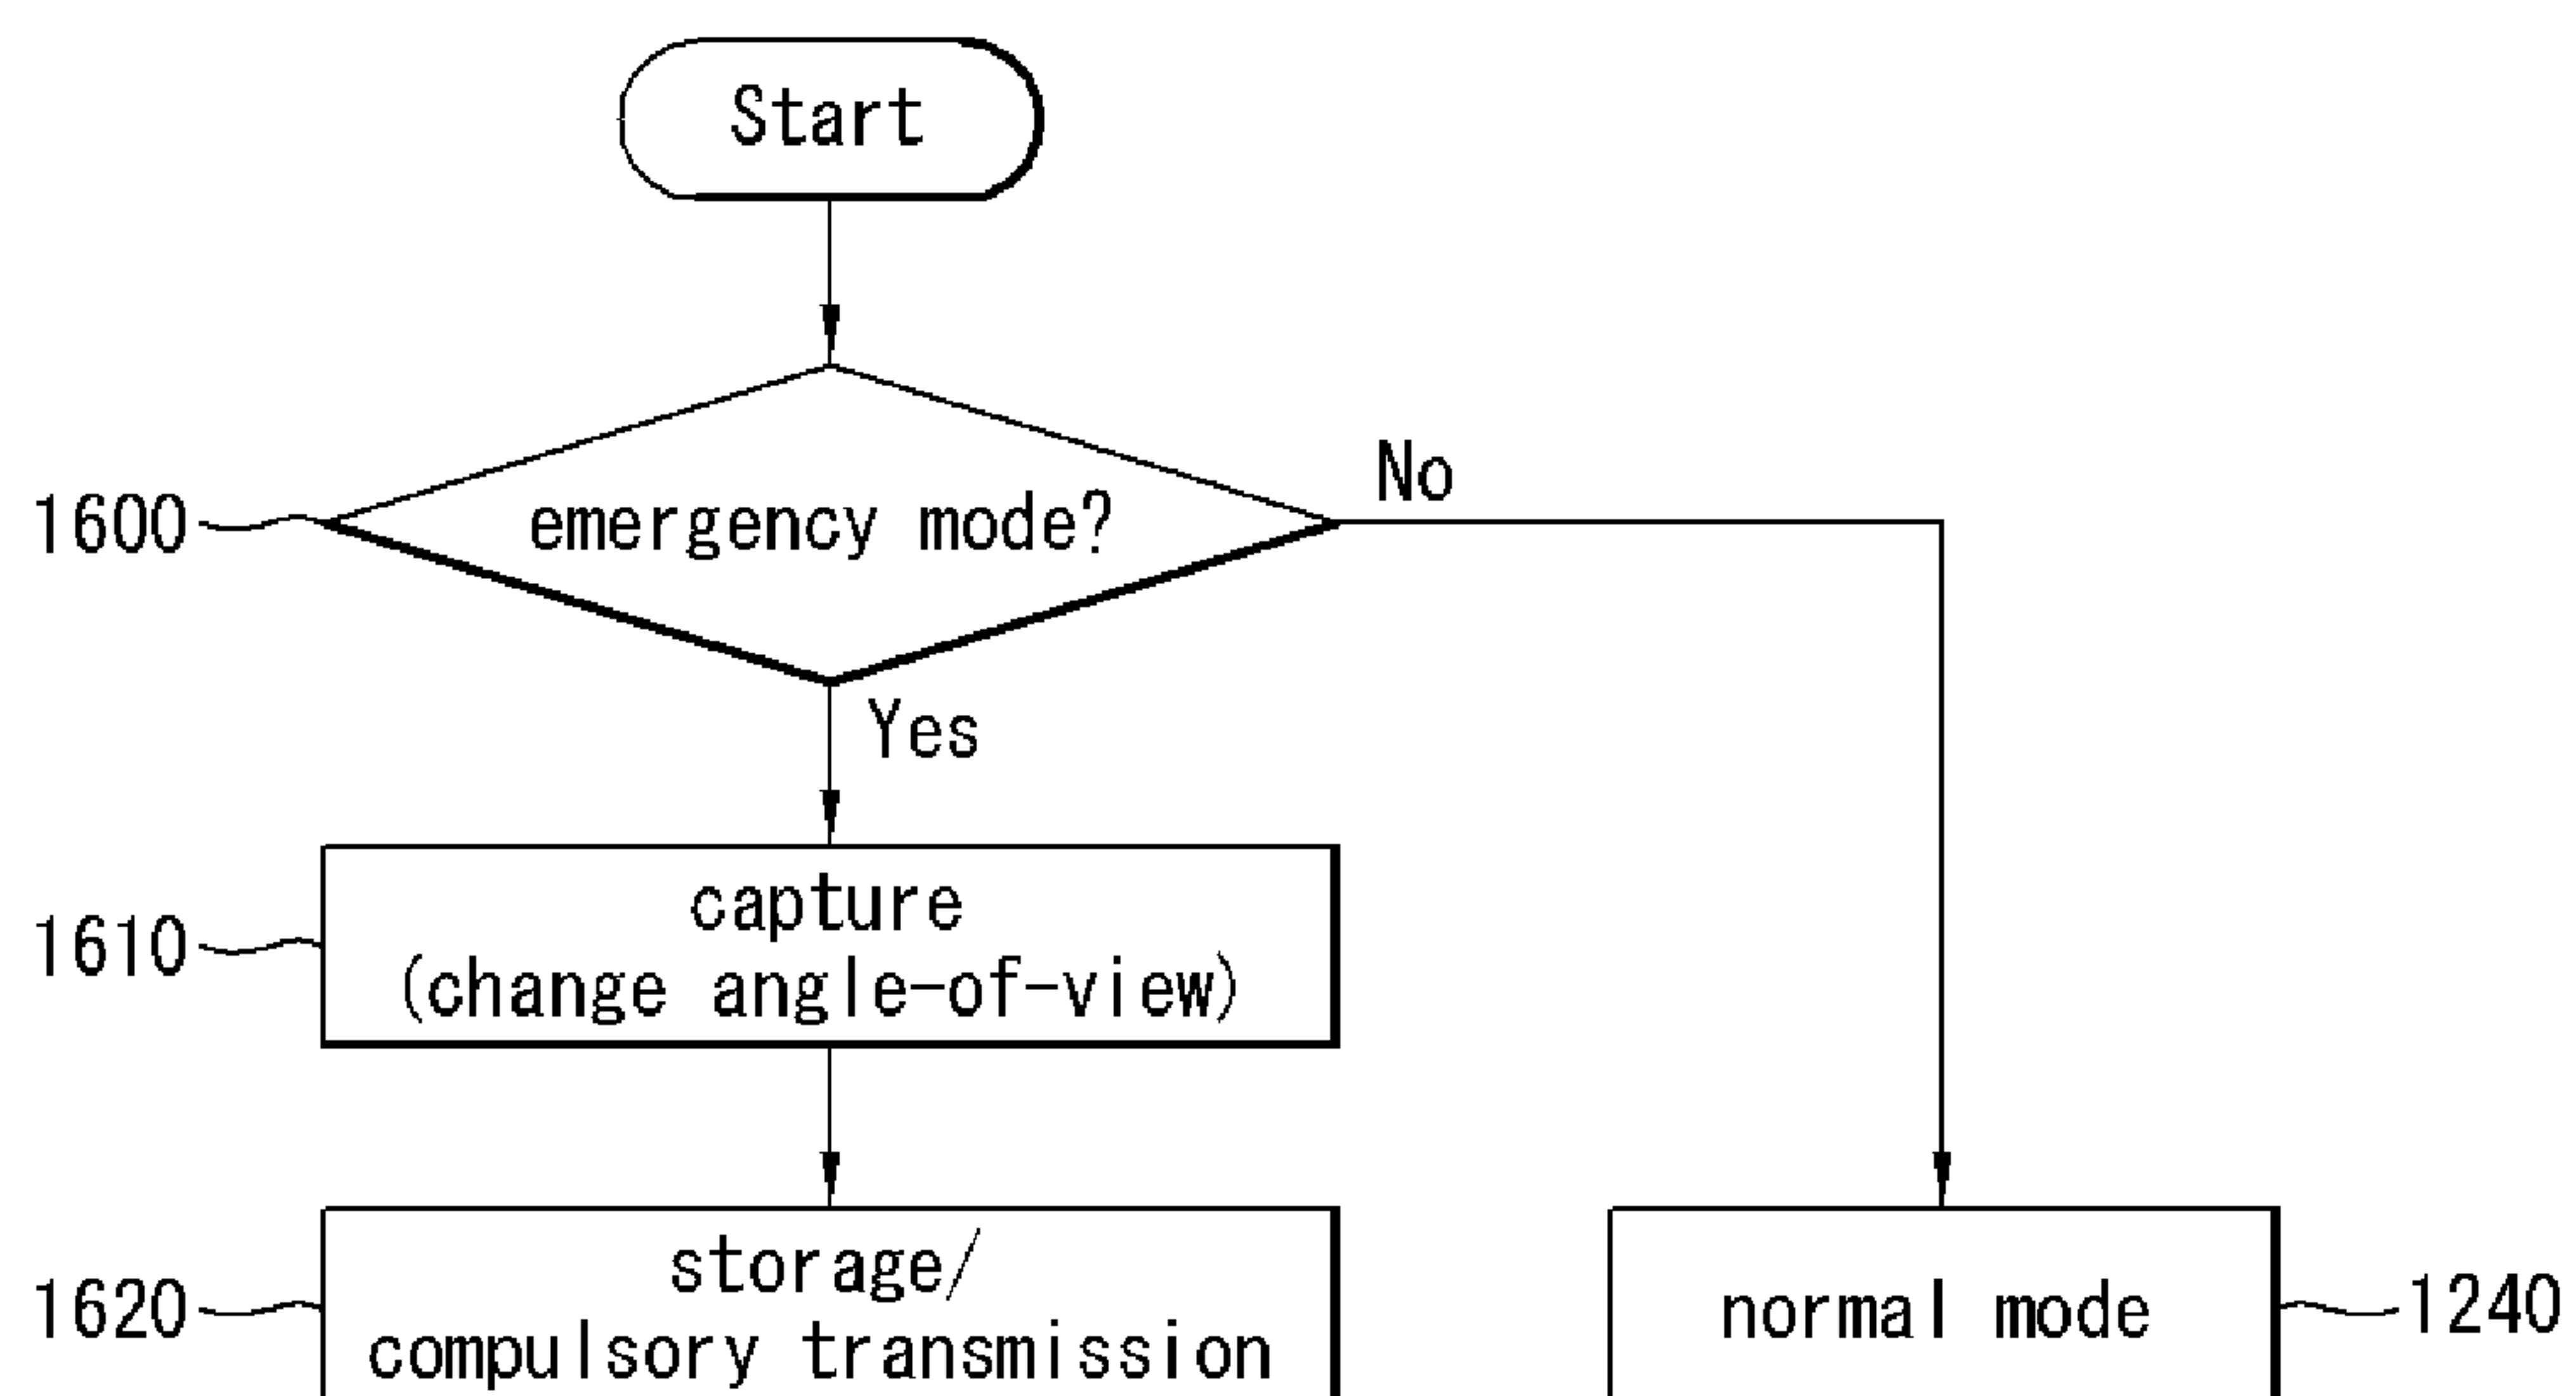 Start
1600
emergency mode?
No
Yes
1610
capture
(change angle-of-view)
1620
storage/
compulsory transmission
normal mode
1240